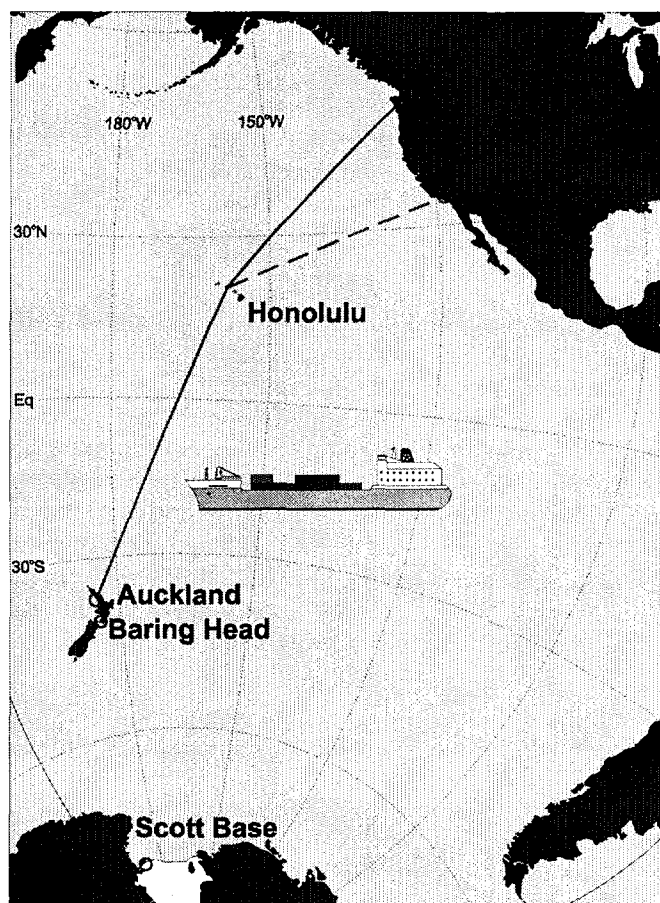 180°W
150°W
30°N
Honolulu
Eq
30°S
Auckland
Baring Head
Scott Base